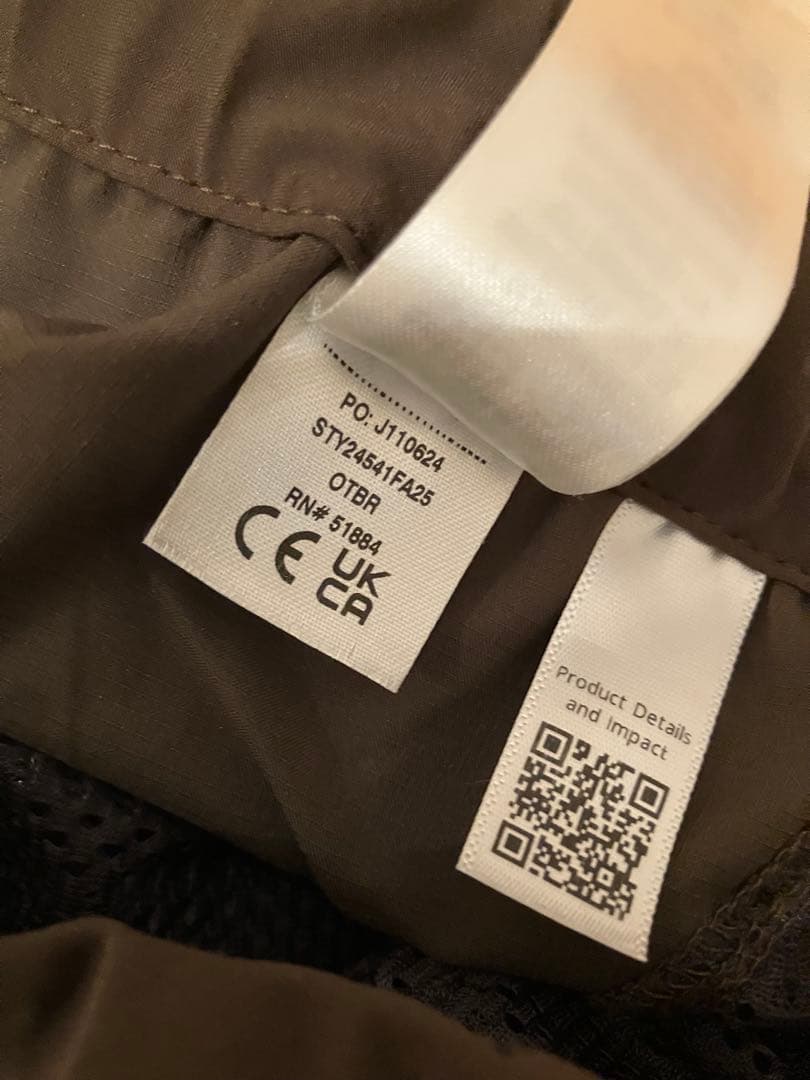 PO: J110624
STY24541FA25
OTBR
RN# 51884
CE UK
CA
Product Details
and Impact